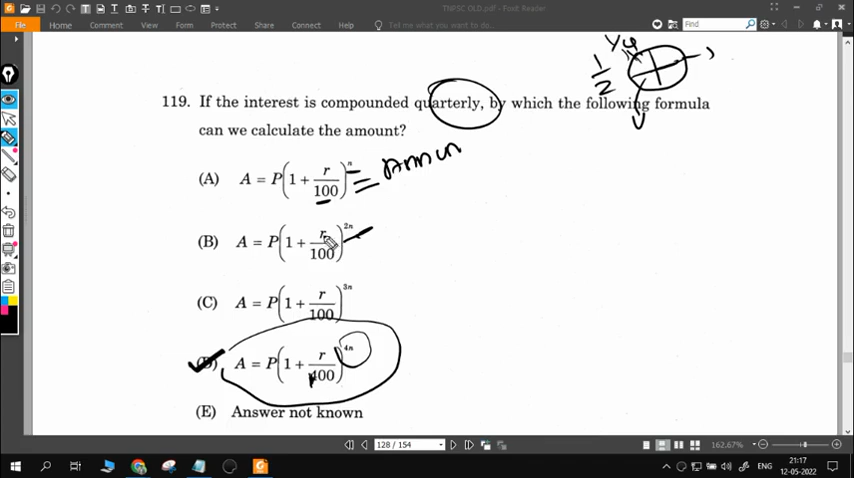 TNPSC OLD.pdf - Foxit Reader
File Home Comment View Form Protect Share Connect Help Tell me what you want to do... Find
1/4
1/2
119. If the interest is compounded quarterly, by which the following formula
can we calculate the amount?
(A) A = P(1 + r/100)^n
Annu
(B) A = P(1 + r/100)^2n
(C) A = P(1 + r/100)^3n
(D) A = P(1 + r/400)^4n
(E) Answer not known
128 / 154 162.67%
ENG 21:17
12-05-2022